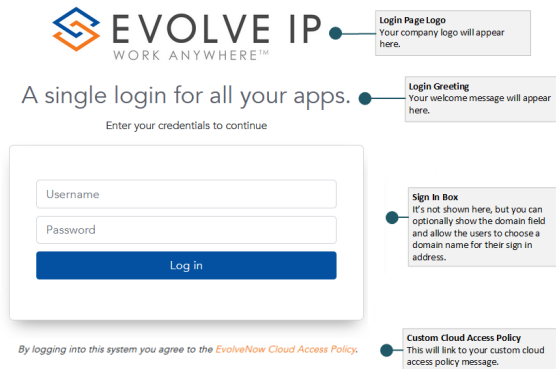 EVOLVE IP
WORK ANYWHERE™
Login Page Logo
Your company logo will appear
here.
A single login for all your apps.
Login Greeting
Your welcome message will appear
here.
Enter your credentials to continue
Username
Password
Log in
Sign In Box
It's not shown here, but you can
optionally show the domain field
and allow the users to choose a
domain name for their sign in
address.
By logging into this system you agree to the EvolveNow Cloud Access Policy.
Custom Cloud Access Policy
This will link to your custom cloud
access policy message.